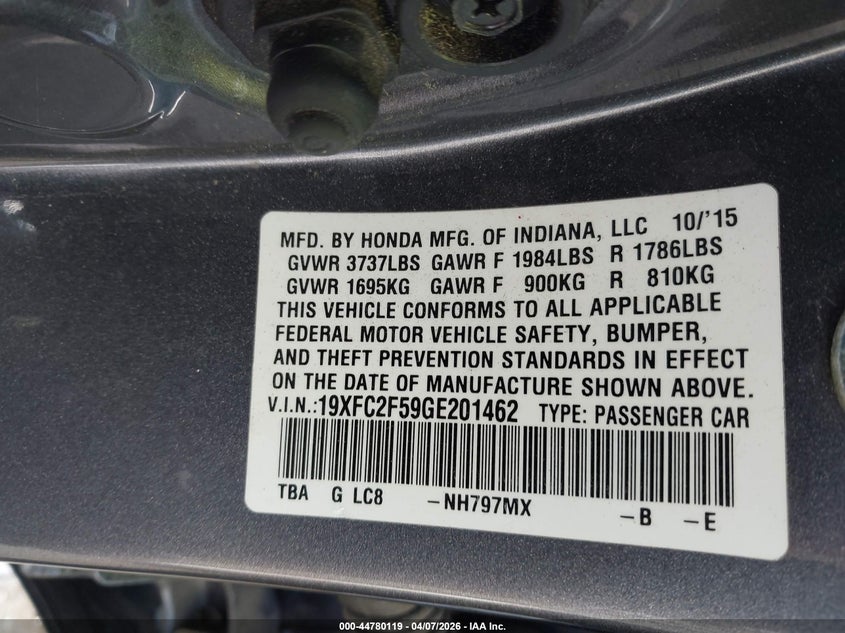 MFD. BY HONDA MFG. OF INDIANA, LLC 10/'15
GVWR 3737LBS GAWR F 1984LBS R 1786LBS
GVWR 1695KG GAWR F 900KG R 810KG
THIS VEHICLE CONFORMS TO ALL APPLICABLE
FEDERAL MOTOR VEHICLE SAFETY, BUMPER,
AND THEFT PREVENTION STANDARDS IN EFFECT
ON THE DATE OF MANUFACTURE SHOWN ABOVE.
V.I.N.:19XFC2F59GE201462 TYPE: PASSENGER CAR
TBA G LC8 -NH797MX -B -E
000-44780119 - 04/07/2026 - IAA Inc.